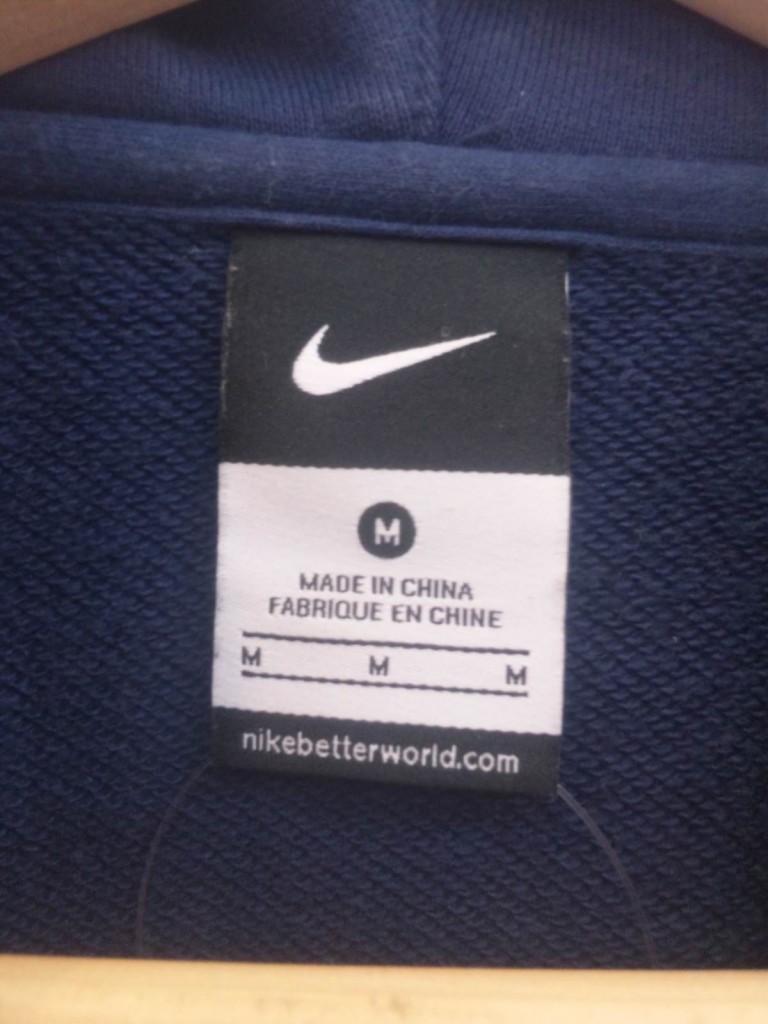 M
MADE IN CHINA
FABRIQUE EN CHINE
M M M
nikebetterworld.com